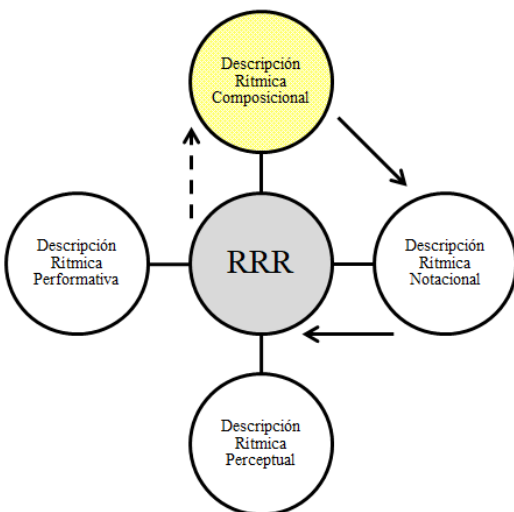 Descripción
Rítmica
Composicional
Descripción
Rítmica
Performativa
RRR
Descripción
Rítmica
Notacional
Descripción
Rítmica
Perceptual